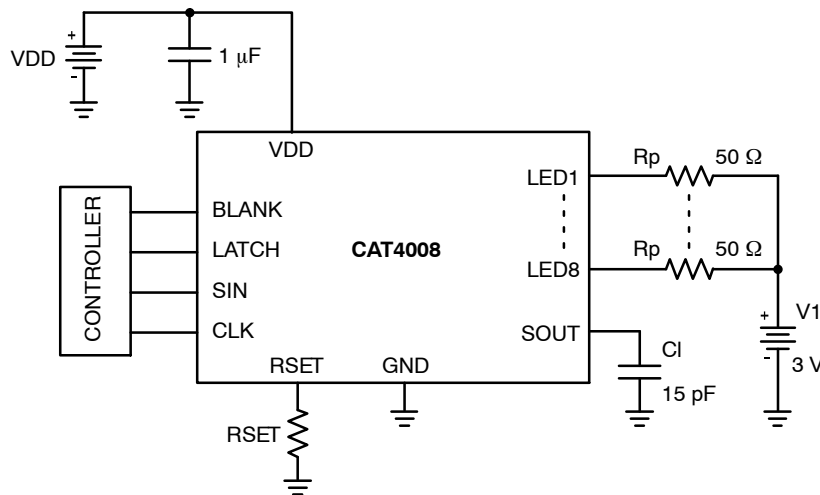 +
VDD
-
1 μF
VDD
CONTROLLER
BLANK
LATCH
SIN
CLK
CAT4008
LED1
LED8
SOUT
RSET
GND
RSET
Rp
50 Ω
Rp
50 Ω
Cl
15 pF
V1
+
-
3 V